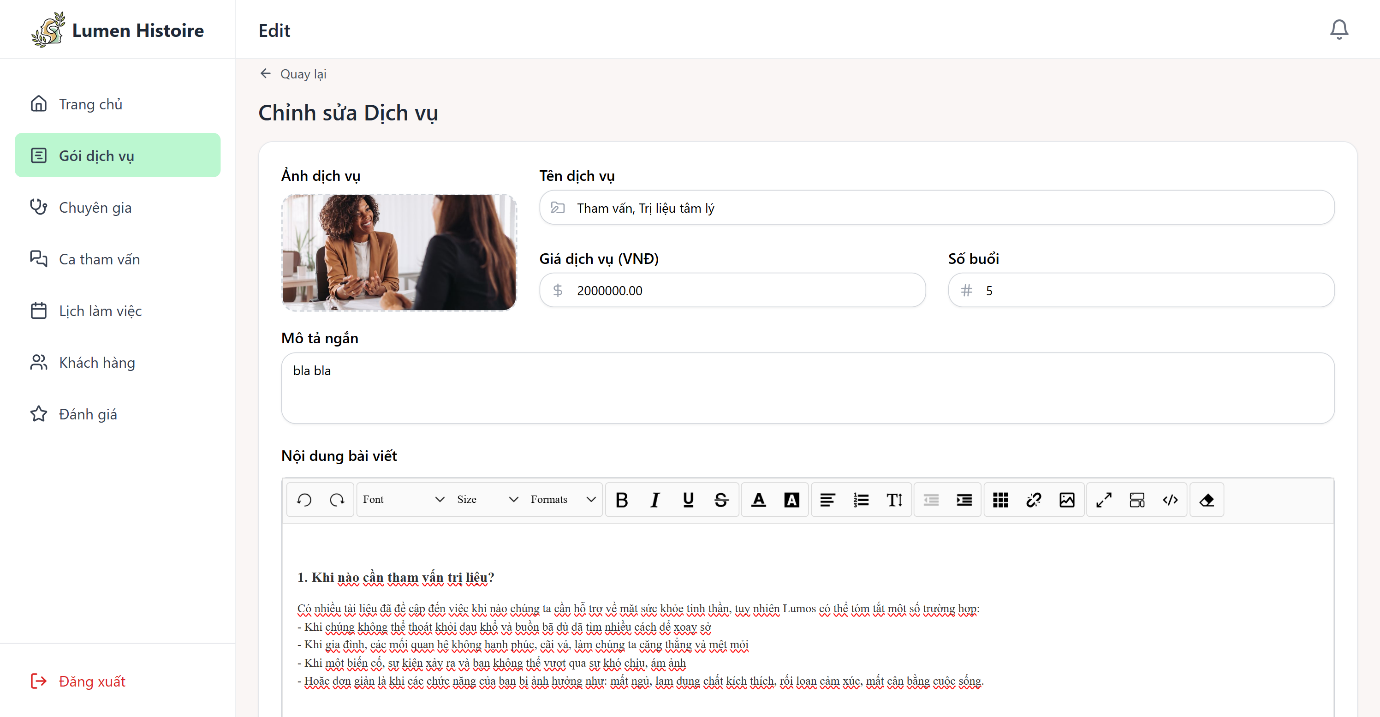 Lumen Histoire
Edit
Quay lại
Trang chủ
Gói dịch vụ
Chuyên gia
Ca tham vấn
Lịch làm việc
Khách hàng
Đánh giá
Đăng xuất
Chỉnh sửa Dịch vụ
Ảnh dịch vụ
Tên dịch vụ
Tham vấn, Trị liệu tâm lý
Giá dịch vụ (VNĐ)
Số buổi
$ 2000000.00
# 5
Mô tả ngắn
bla bla
Nội dung bài viết
Font Size Formats B I U S A A T </>
1. Khi nào cần tham vấn trị liệu?
Có nhiều tài liệu đã đề cập đến việc khi nào chúng ta cần hỗ trợ về mặt sức khỏe tinh thần, tuy nhiên Lumos có thể tóm tắt một số trường hợp:
- Khi chúng không thể thoát khỏi đau khổ và buồn bã dù đã tìm nhiều cách để xoay sở
- Khi gia đình, các mối quan hệ không hạnh phúc, cãi vã, làm chúng ta căng thẳng và mệt mỏi
- Khi một biến cố, sự kiện xảy ra và bạn không thể vượt qua sự khó chịu, ám ảnh
- Hoặc đơn giản là khi các chức năng của bạn bị ảnh hưởng như: mất ngủ, lạm dụng chất kích thích, rối loạn cảm xúc, mất cân bằng cuộc sống.